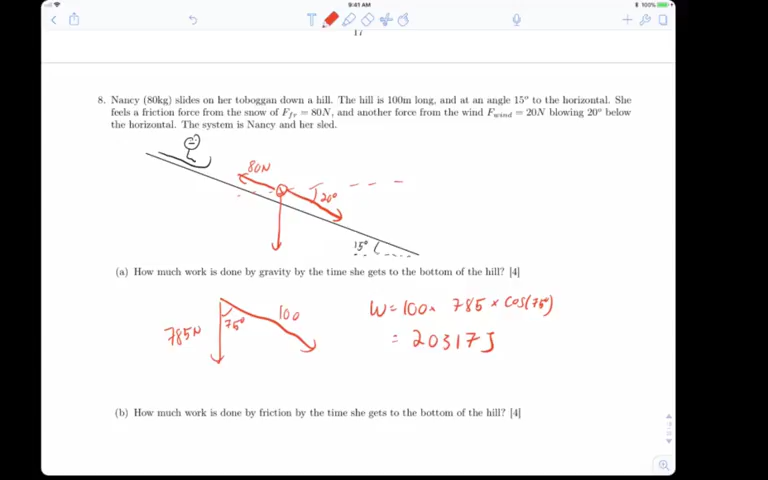 9:41 AM
100%
17
8. Nancy (80kg) slides on her toboggan down a hill. The hill is 100m long, and at an angle 15° to the horizontal. She
feels a friction force from the snow of F_fr = 80N, and another force from the wind F_wind = 20N blowing 20° below
the horizontal. The system is Nancy and her sled.
80N
20°
15°
(a) How much work is done by gravity by the time she gets to the bottom of the hill? [4]
785N
75°
100
W = 100 × 785 × cos(75°)
= 20317J
(b) How much work is done by friction by the time she gets to the bottom of the hill? [4]